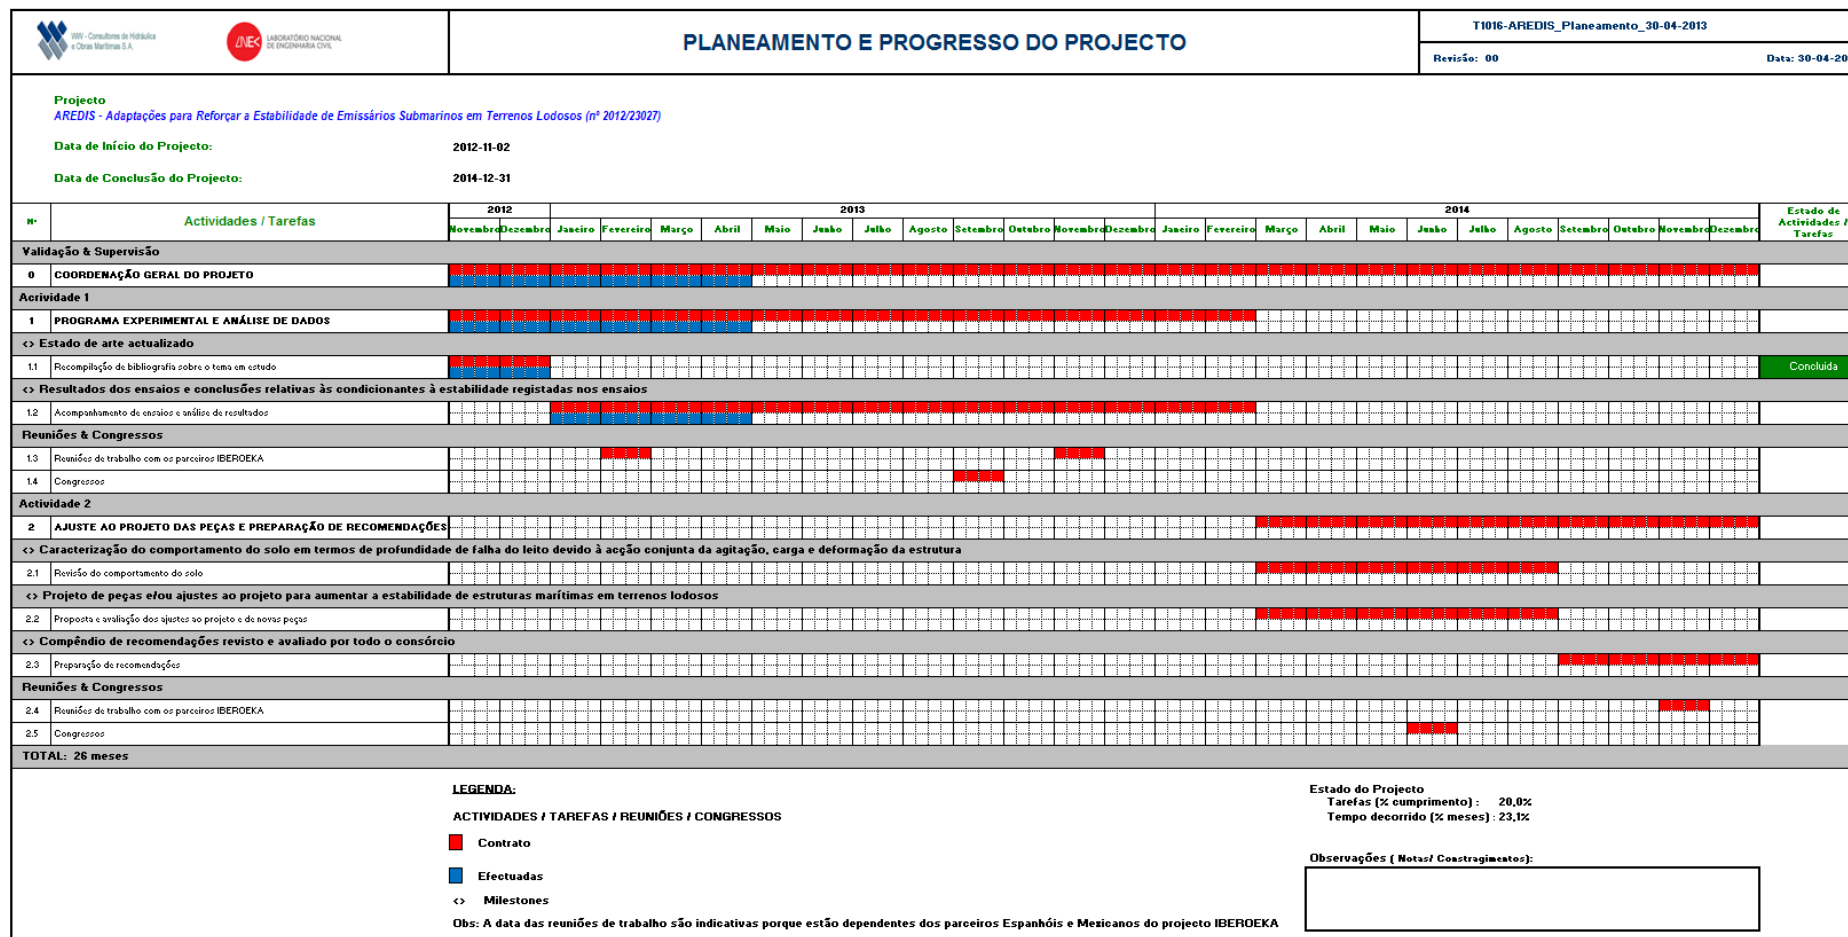 WW - Consultores de Hidráulica
e Obras Marítimas S.A.
LNEC
LABORATÓRIO NACIONAL
DE ENGENHARIA CIVIL
PLANEAMENTO E PROGRESSO DO PROJECTO
T1016-AREDIS_Planeamento_30-04-2013
Revisão: 00
Data: 30-04-20
Projecto
AREDIS - Adaptações para Reforçar a Estabilidade de Emissários Submarinos em Terrenos Lodosos (nº 2012/23027)
Data de Início do Projecto: 2012-11-02
Data de Conclusão do Projecto: 2014-12-31
Nº Actividades / Tarefas 2012 2013 2014 Estado de Actividades / Tarefas
Novembro Dezembro Janeiro Fevereiro Março Abril Maio Junho Julho Agosto Setembro Outubro Novembro Dezembro Janeiro Fevereiro Março Abril Maio Junho Julho Agosto Setembro Outubro Novembro Dezembro
Validação & Supervisão
0 COORDENAÇÃO GERAL DO PROJETO
Acrividade 1
1 PROGRAMA EXPERIMENTAL E ANÁLISE DE DADOS
<> Estado de arte actualizado
1.1 Recompilação de bibliografia sobre o tema em estudo Concluída
<> Resultados dos ensaios e conclusões relativas às condicionantes à estabilidade registadas nos ensaios
1.2 Acompanhamento de ensaios e análise de resultados
Reuniões & Congressos
1.3 Reuniões de trabalho com os parceiros IBEROEKA
1.4 Congressos
Actividade 2
2 AJUSTE AO PROJETO DAS PEÇAS E PREPARAÇÃO DE RECOMENDAÇÕES
<> Caracterização do comportamento do solo em termos de profundidade de falha do leito devido à acção conjunta da agitação, carga e deformação da estrutura
2.1 Revisão do comportamento do solo
<> Projeto de peças e/ou ajustes ao projeto para aumentar a estabilidade de estruturas marítimas em terrenos lodosos
2.2 Proposta e avaliação dos ajustes ao projeto e de novas peças
<> Compêndio de recomendações revisto e avaliado por todo o consórcio
2.3 Preparação de recomendações
Reuniões & Congressos
2.4 Reuniões de trabalho com os parceiros IBEROEKA
2.5 Congressos
TOTAL: 26 meses
LEGENDA:
ACTIVIDADES / TAREFAS / REUNIÕES / CONGRESSOS
Contrato
Efectuadas
<> Milestones
Obs: A data das reuniões de trabalho são indicativas porque estão dependentes dos parceiros Espanhóis e Mexicanos do projecto IBEROEKA
Estado do Projecto
Tarefas (% cumprimento) : 20,0%
Tempo decorrido (% meses) : 23,1%
Observações ( Notas/ Constragimentos):